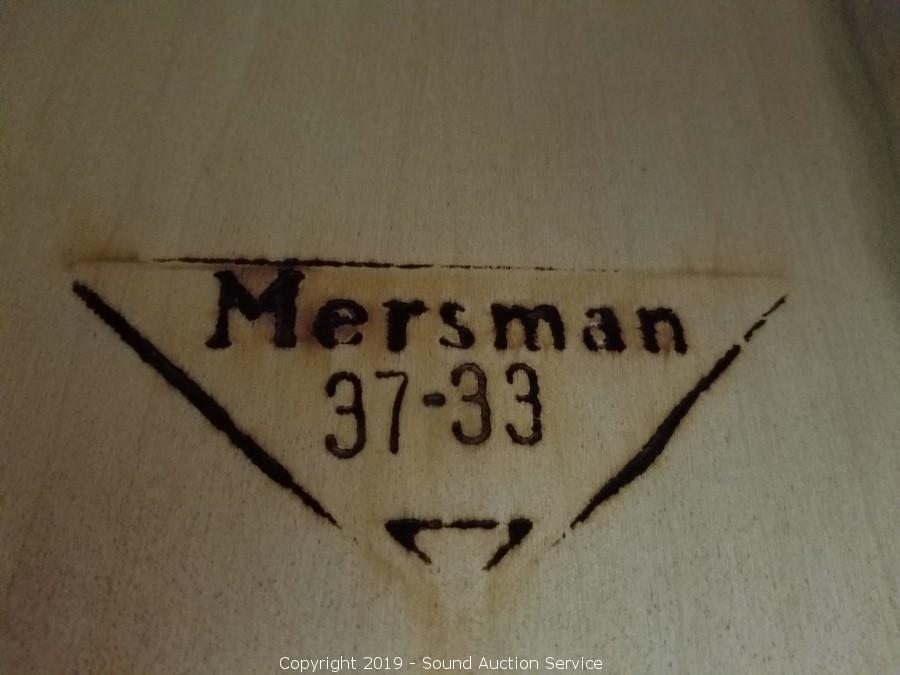 Mersman
37-33
Copyright 2019 - Sound Auction Service